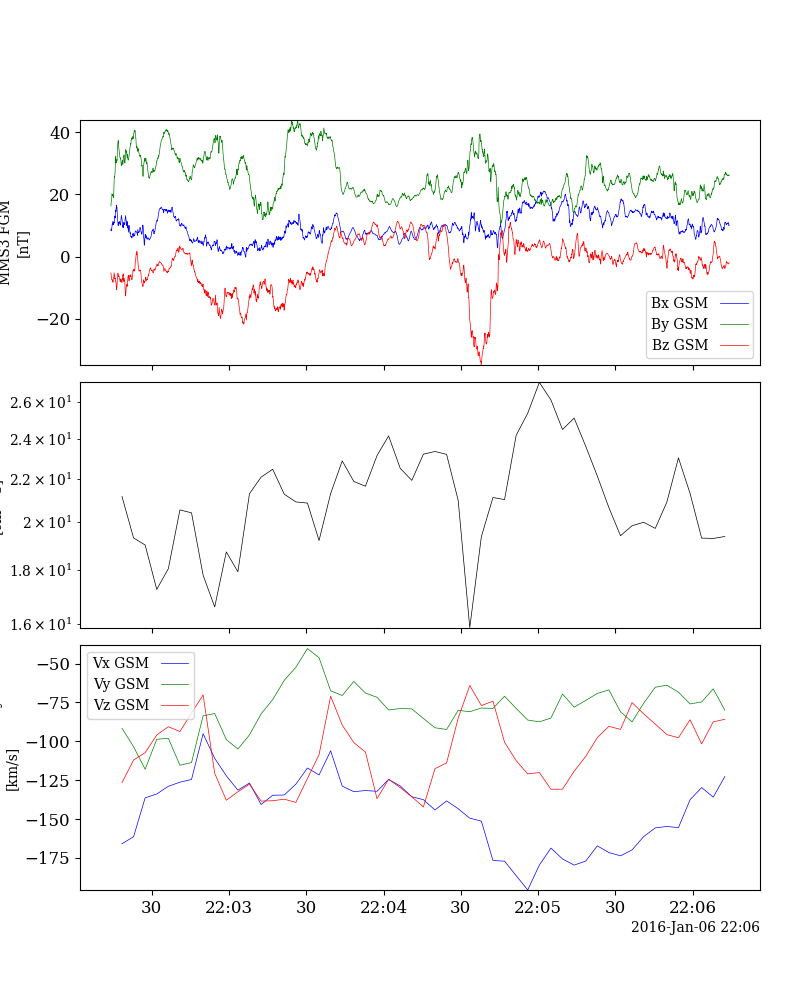 40
20
0
−20
MMS3 FGM
[nT]
Bx GSM
By GSM
Bz GSM
2.6 × 10¹
2.4 × 10¹
2.2 × 10¹
2 × 10¹
1.8 × 10¹
1.6 × 10¹
−50
−75
−100
−125
−150
−175
[km/s]
Vx GSM
Vy GSM
Vz GSM
30 22:03 30 22:04 30 22:05 30 22:06
2016-Jan-06 22:06